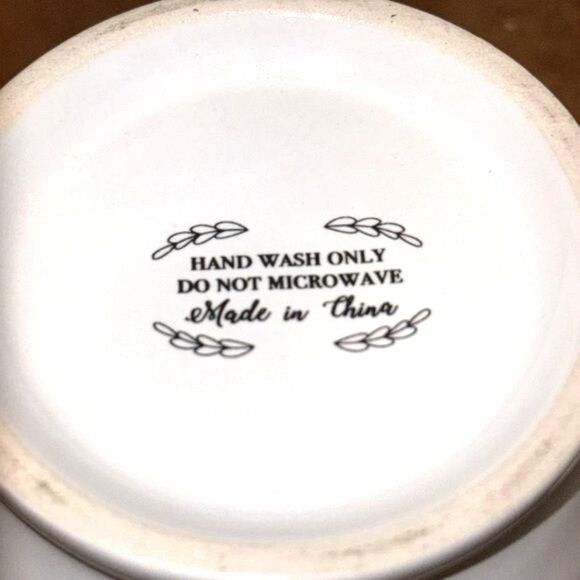 HAND WASH ONLY
DO NOT MICROWAVE
Made in China